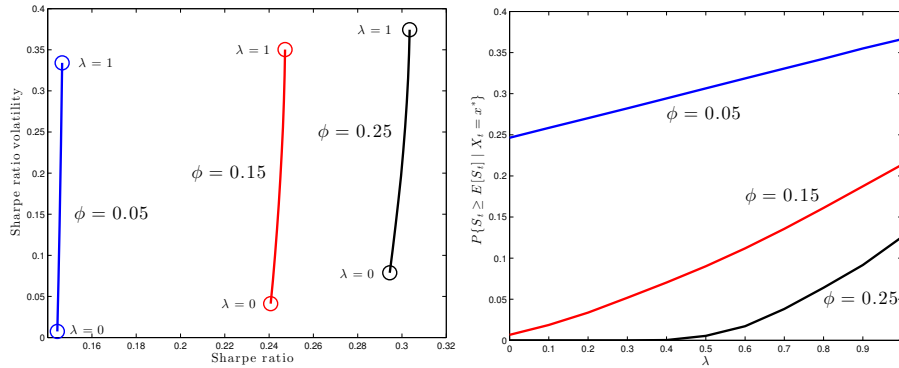 0.4
0.35
0.3
0.25
0.2
0.15
0.1
0.05
0
0.16
0.18
0.2
0.22
0.24
0.26
0.28
0.3
0.32
Sharpe ratio
Sharpe ratio volatility
λ = 1
λ = 0
ϕ = 0.05
λ = 1
λ = 0
ϕ = 0.15
λ = 1
λ = 0
ϕ = 0.25
0.4
0.35
0.3
0.25
0.2
0.15
0.1
0.05
0
0
0.1
0.2
0.3
0.4
0.5
0.6
0.7
0.8
0.9
λ
P{S_t ≥ E[S_t] | X_t = x*}
ϕ = 0.05
ϕ = 0.15
ϕ = 0.25